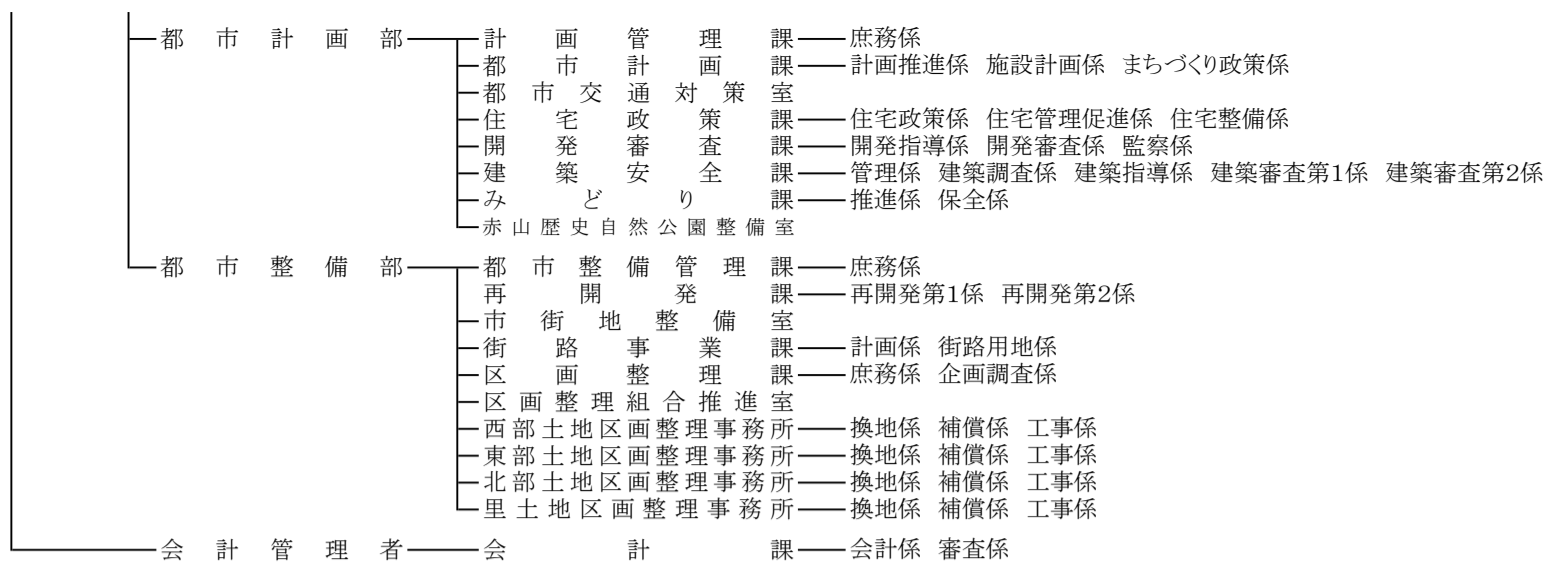 都市計画部 計画管理課 庶務係
都市計画課 計画推進係 施設計画係 まちづくり政策係
都市交通対策室
住宅政策課 住宅政策係 住宅管理促進係 住宅整備係
開発審査課 開発指導係 開発審査係 監察係
建築安全課 管理係 建築調査係 建築指導係 建築審査第1係 建築審査第2係
みどり課 推進係 保全係
赤山歴史自然公園整備室
都市整備部 都市整備管理課 庶務係
再開発課 再開発第1係 再開発第2係
市街地整備室
街路事業課 計画係 街路用地係
区画整理課 庶務係 企画調査係
区画整理組合推進室
西部土地区画整理事務所 換地係 補償係 工事係
東部土地区画整理事務所 換地係 補償係 工事係
北部土地区画整理事務所 換地係 補償係 工事係
里土地区画整理事務所 換地係 補償係 工事係
会計管理者 会計課 会計係 審査係